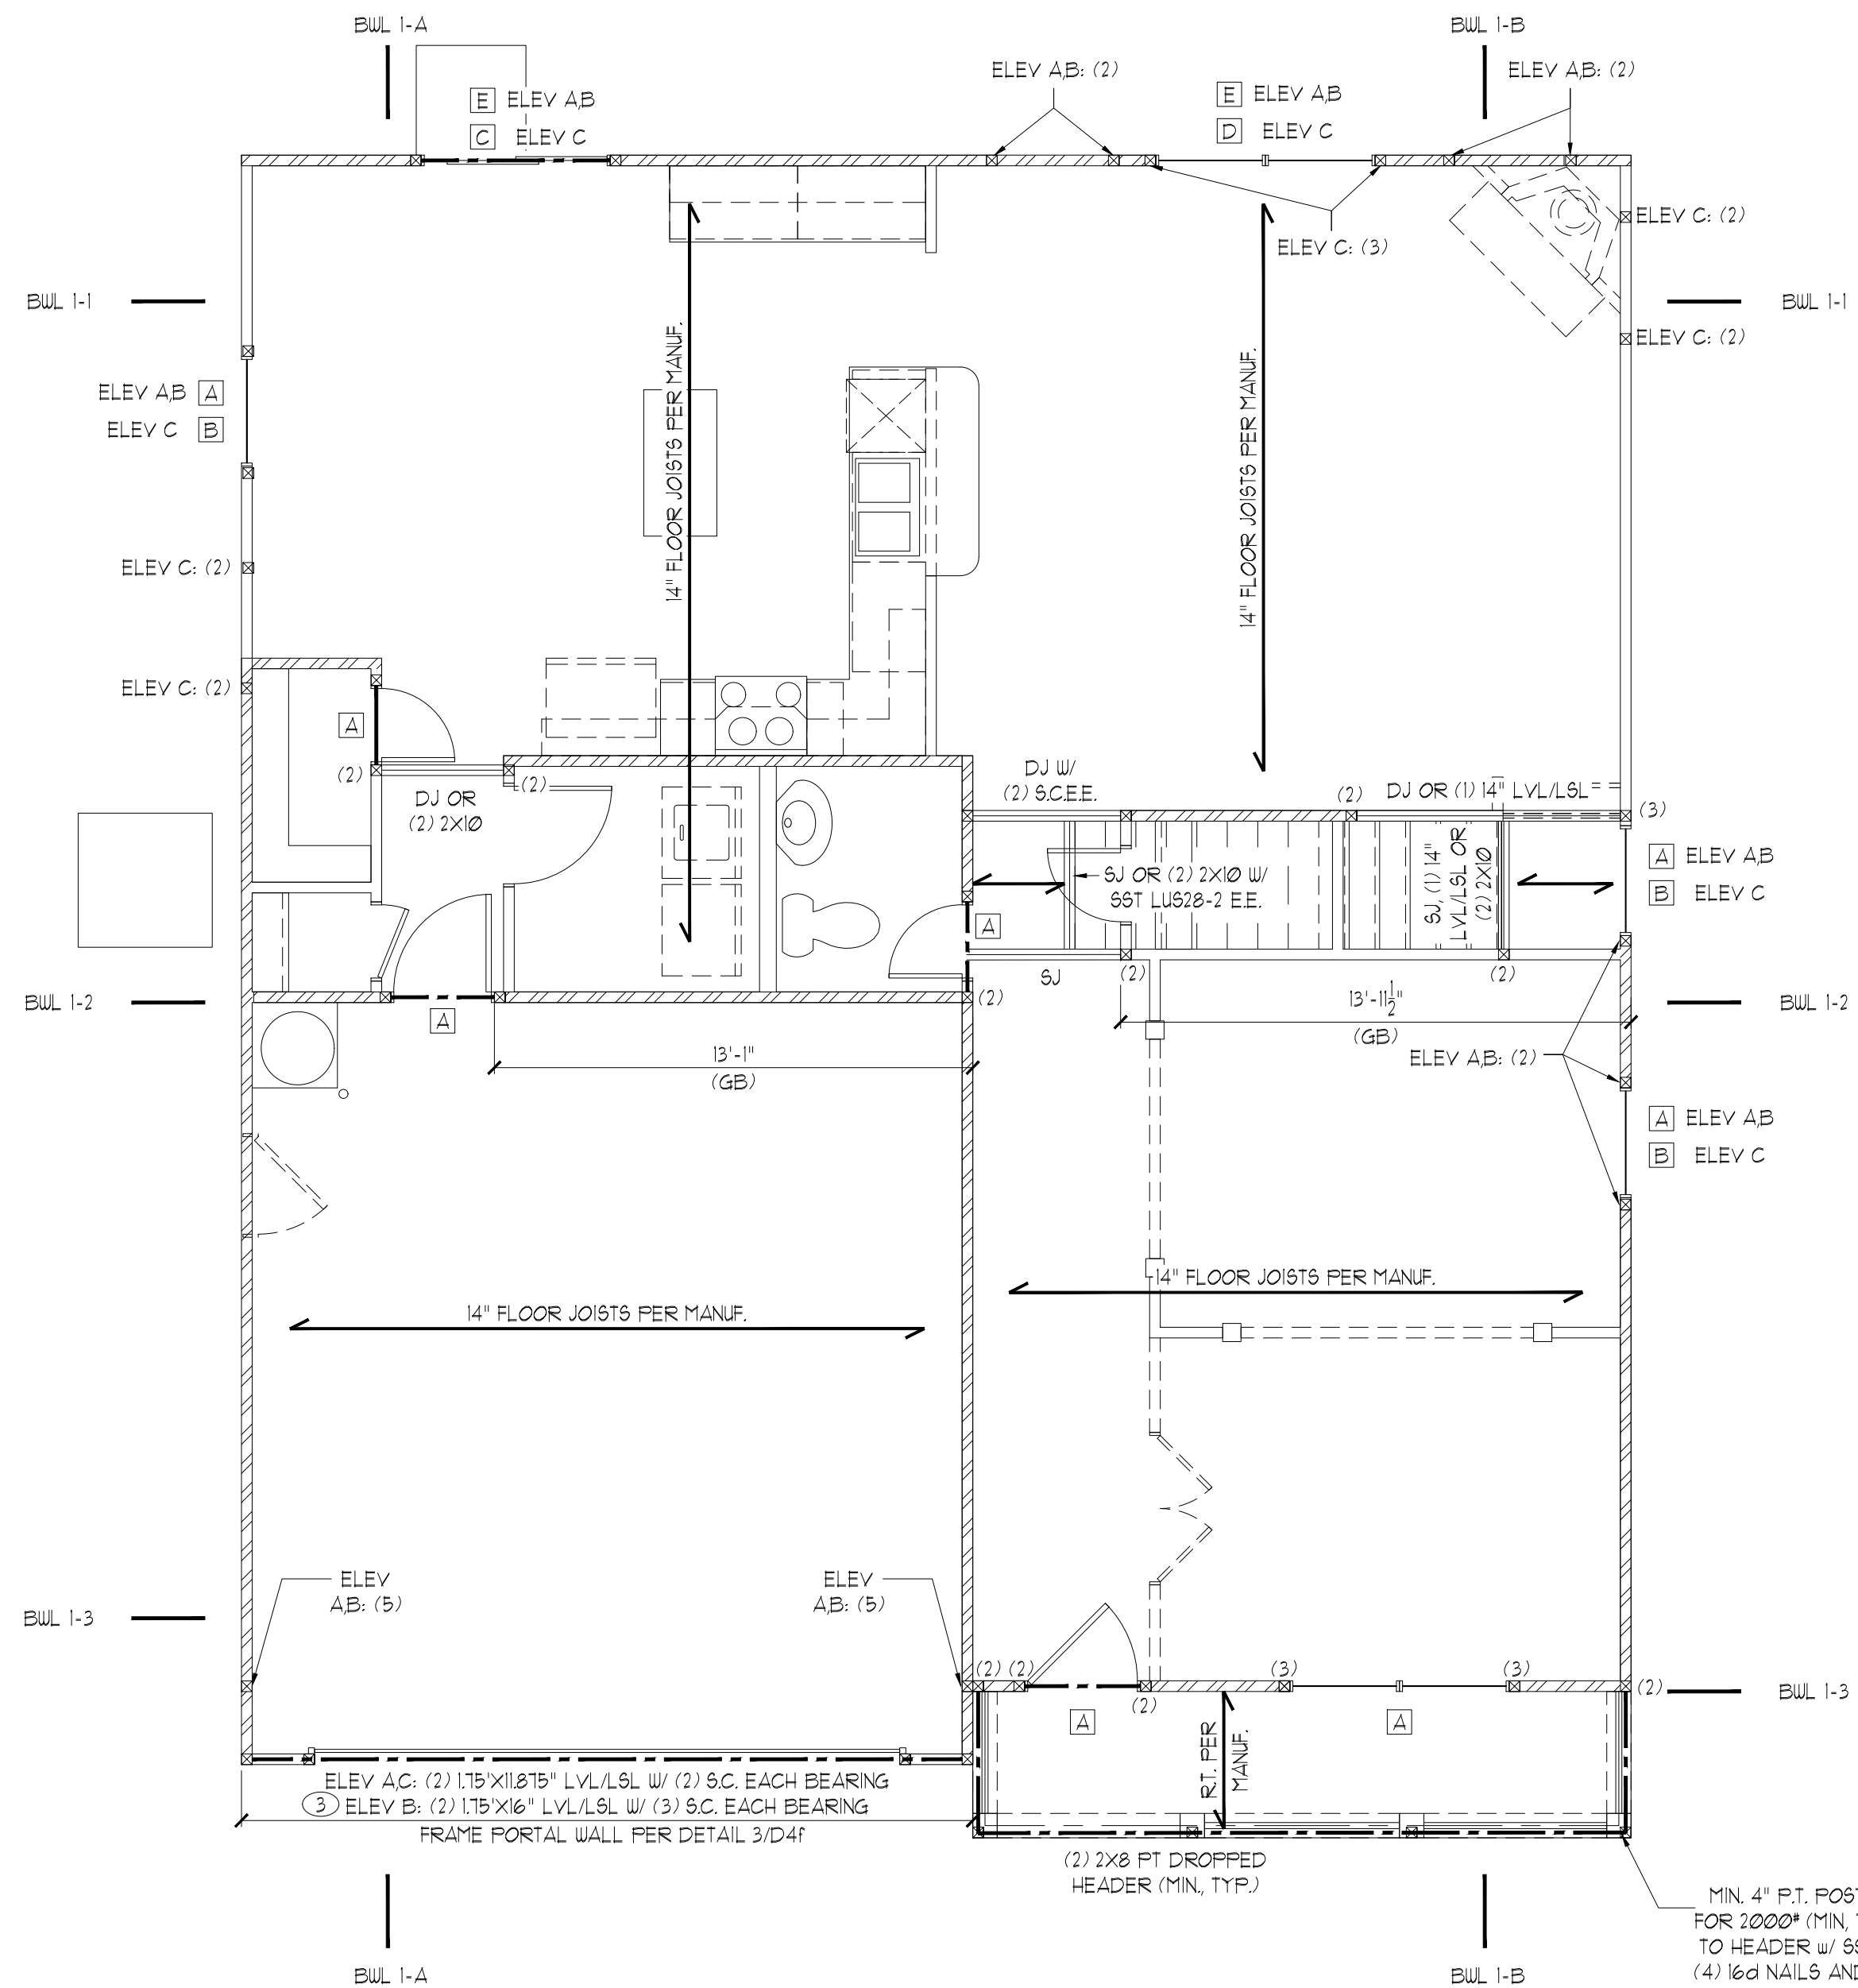 BWL 1-A
BWL 1-B
ELEV A,B: (2)
ELEV A,B: (2)
E ELEV A,B
C ELEV C
E ELEV A,B
D ELEV C
ELEV C: (2)
ELEV C: (3)
BWL 1-1
BWL 1-1
ELEV C: (2)
14" FLOOR JOISTS PER MANUF.
14" FLOOR JOISTS PER MANUF.
ELEV A,B A
ELEV C B
ELEV C: (2)
ELEV C: (2)
A
(2)
(2)
DJ OR
(2) 2X10
DJ W/
(2) S.C.E.E.
(2)
DJ OR (1) 14" LVL/LSL
(3)
A ELEV A,B
B ELEV C
SJ OR (2) 2X10 W/
SST LUS28-2 E.E.
SJ, (1) 14"
LVL/LSL OR
(2) 2X10
A
SJ
(2)
(2)
(2)
BWL 1-2
BWL 1-2
A
13'-11 1/2"
(GB)
13'-1"
(GB)
ELEV A,B: (2)
A ELEV A,B
B ELEV C
14" FLOOR JOISTS PER MANUF.
14" FLOOR JOISTS PER MANUF.
ELEV
A,B: (5)
ELEV
A,B: (5)
BWL 1-3
(2) (2)
(3)
(3)
(2)
(2)
BWL 1-3
A
A
R.T. PER
MANUF.
ELEV A,C: (2) 1.75'X11.875" LVL/LSL W/ (2) S.C. EACH BEARING
3 ELEV B: (2) 1.75'X16" LVL/LSL W/ (3) S.C. EACH BEARING
FRAME PORTAL WALL PER DETAIL 3/D4f
(2) 2X8 PT DROPPED
HEADER (MIN., TYP.)
MIN. 4" P.T. POST
FOR 2000# (MIN,
TO HEADER w/
(4) 16d NAILS AND
BWL 1-A
BWL 1-B